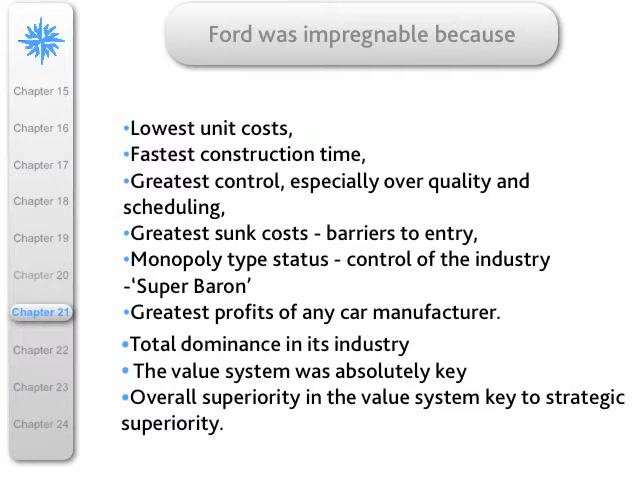 Ford was impregnable because
Chapter 15
Chapter 16
Chapter 17
Chapter 18
Chapter 19
Chapter 20
Chapter 21
Chapter 22
Chapter 23
Chapter 24
•Lowest unit costs,
•Fastest construction time,
•Greatest control, especially over quality and
scheduling,
•Greatest sunk costs - barriers to entry,
•Monopoly type status - control of the industry
-‘Super Baron’
•Greatest profits of any car manufacturer.
•Total dominance in its industry
• The value system was absolutely key
•Overall superiority in the value system key to strategic
superiority.